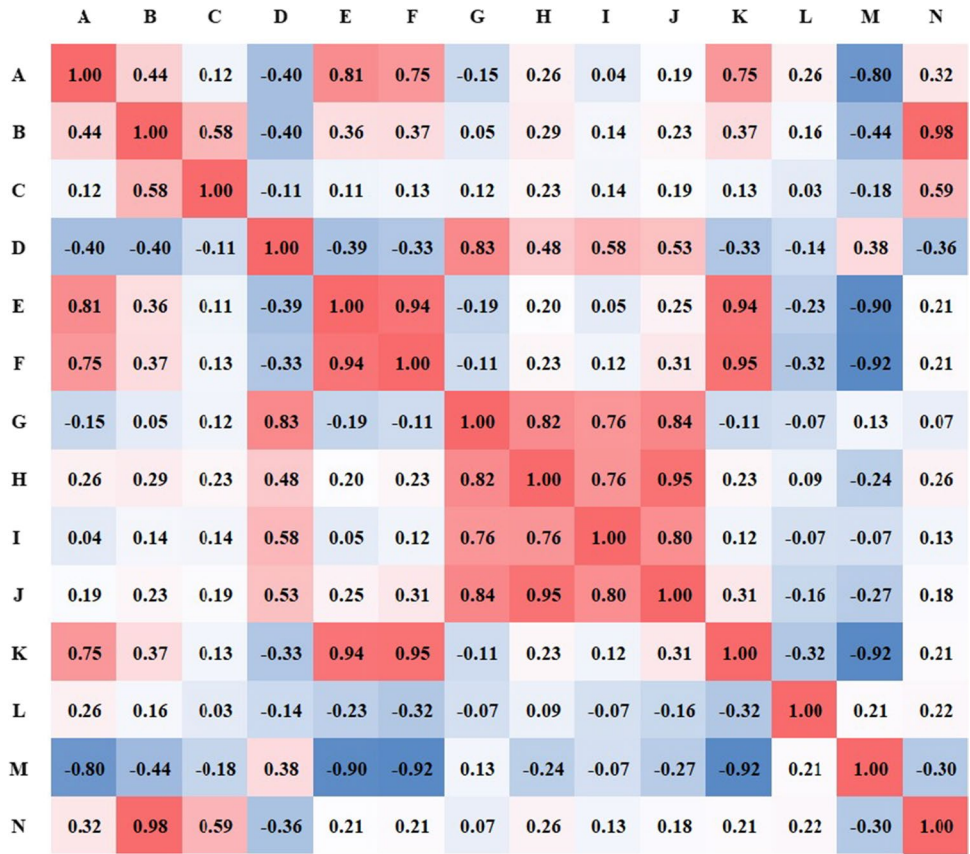 A B C D E F G H I J K L M N
A 1.00 0.44 0.12 -0.40 0.81 0.75 -0.15 0.26 0.04 0.19 0.75 0.26 -0.80 0.32
B 0.44 1.00 0.58 -0.40 0.36 0.37 0.05 0.29 0.14 0.23 0.37 0.16 -0.44 0.98
C 0.12 0.58 1.00 -0.11 0.11 0.13 0.12 0.23 0.14 0.19 0.13 0.03 -0.18 0.59
D -0.40 -0.40 -0.11 1.00 -0.39 -0.33 0.83 0.48 0.58 0.53 -0.33 -0.14 0.38 -0.36
E 0.81 0.36 0.11 -0.39 1.00 0.94 -0.19 0.20 0.05 0.25 0.94 -0.23 -0.90 0.21
F 0.75 0.37 0.13 -0.33 0.94 1.00 -0.11 0.23 0.12 0.31 0.95 -0.32 -0.92 0.21
G -0.15 0.05 0.12 0.83 -0.19 -0.11 1.00 0.82 0.76 0.84 -0.11 -0.07 0.13 0.07
H 0.26 0.29 0.23 0.48 0.20 0.23 0.82 1.00 0.76 0.95 0.23 0.09 -0.24 0.26
I 0.04 0.14 0.14 0.58 0.05 0.12 0.76 0.76 1.00 0.80 0.12 -0.07 -0.07 0.13
J 0.19 0.23 0.19 0.53 0.25 0.31 0.84 0.95 0.80 1.00 0.31 -0.16 -0.27 0.18
K 0.75 0.37 0.13 -0.33 0.94 0.95 -0.11 0.23 0.12 0.31 1.00 -0.32 -0.92 0.21
L 0.26 0.16 0.03 -0.14 -0.23 -0.32 -0.07 0.09 -0.07 -0.16 -0.32 1.00 0.21 0.22
M -0.80 -0.44 -0.18 0.38 -0.90 -0.92 0.13 -0.24 -0.07 -0.27 -0.92 0.21 1.00 -0.30
N 0.32 0.98 0.59 -0.36 0.21 0.21 0.07 0.26 0.13 0.18 0.21 0.22 -0.30 1.00